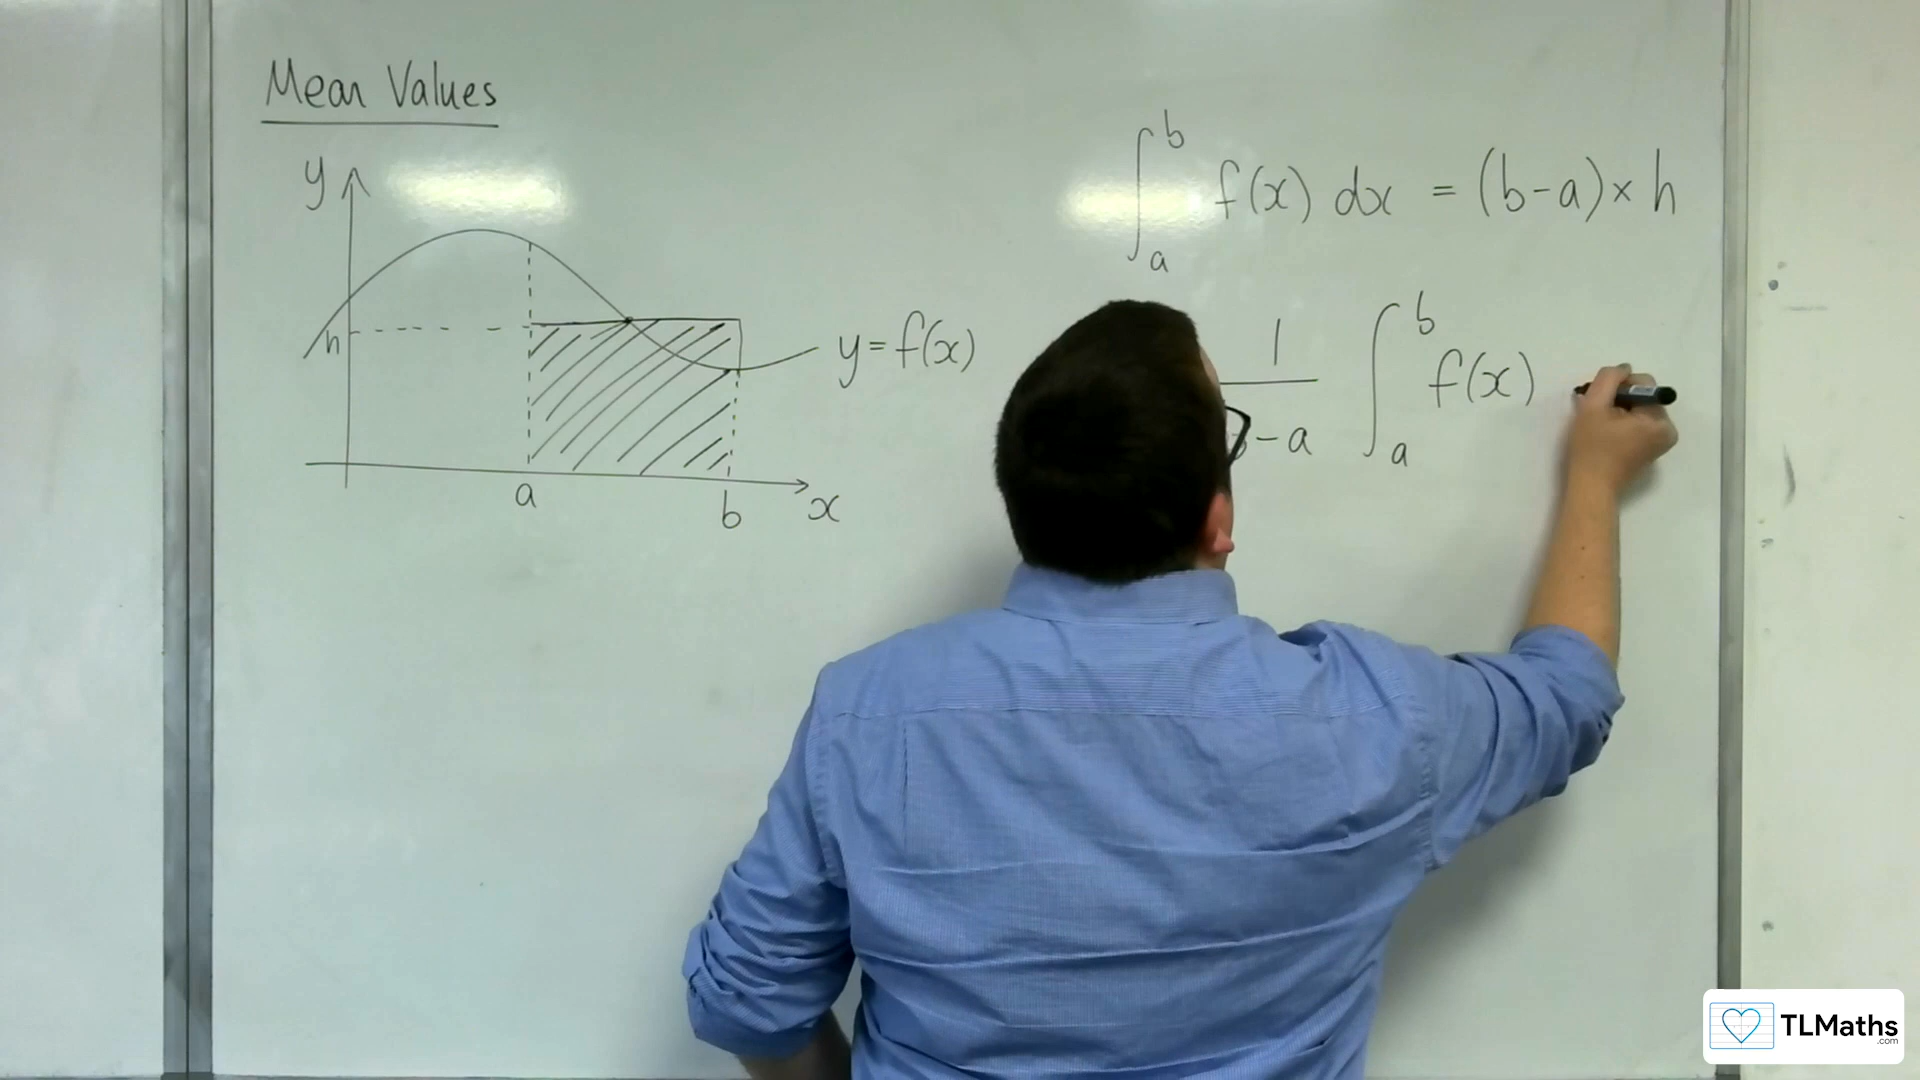 Mean Values
y
h
a
b
x
y = f(x)
∫_a^b f(x) dx = (b-a) × h
1/-a ∫_a^b f(x)
TLMaths
.com